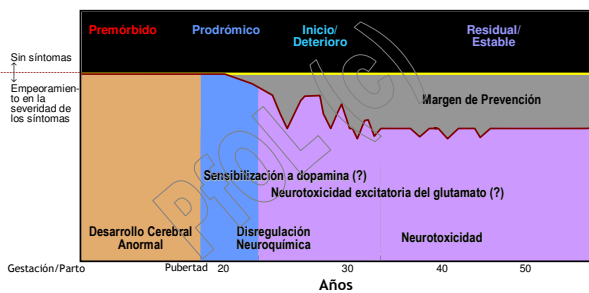 Premórbido Prodrómico Inicio/ Residual/
Deterioro Estable
Sin síntomas
Empeoramien-
to en la
severidad de
los síntomas
Margen de Prevención
Sensibilización a dopamina (?)
Neurotoxicidad excitatoria del glutamato (?)
Desarrollo Cerebral Disregulación Neurotoxicidad
Anormal Neuroquímica
Gestación/Parto Pubertad 20 30 40 50
Años